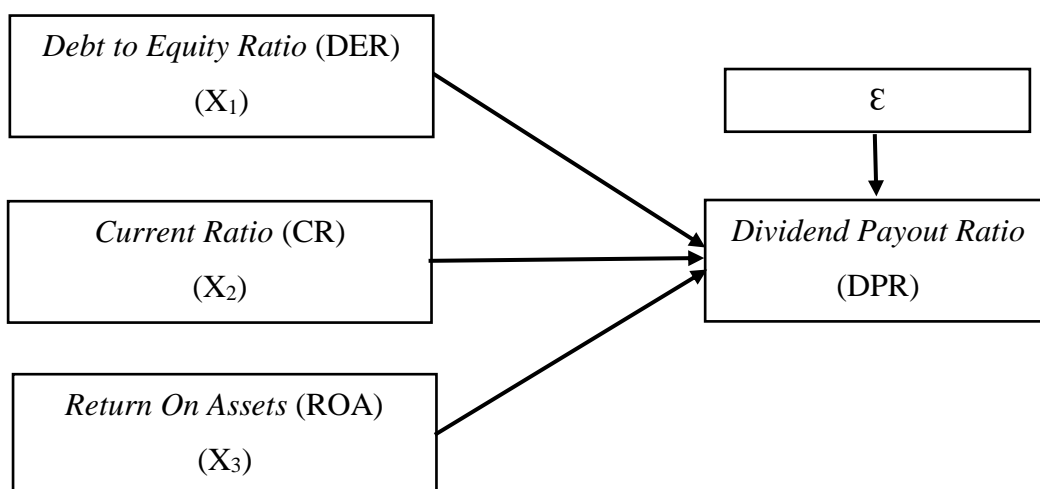 Debt to Equity Ratio (DER)
(X₁)
ε
Current Ratio (CR)
(X₂)
Dividend Payout Ratio
(DPR)
Return On Assets (ROA)
(X₃)